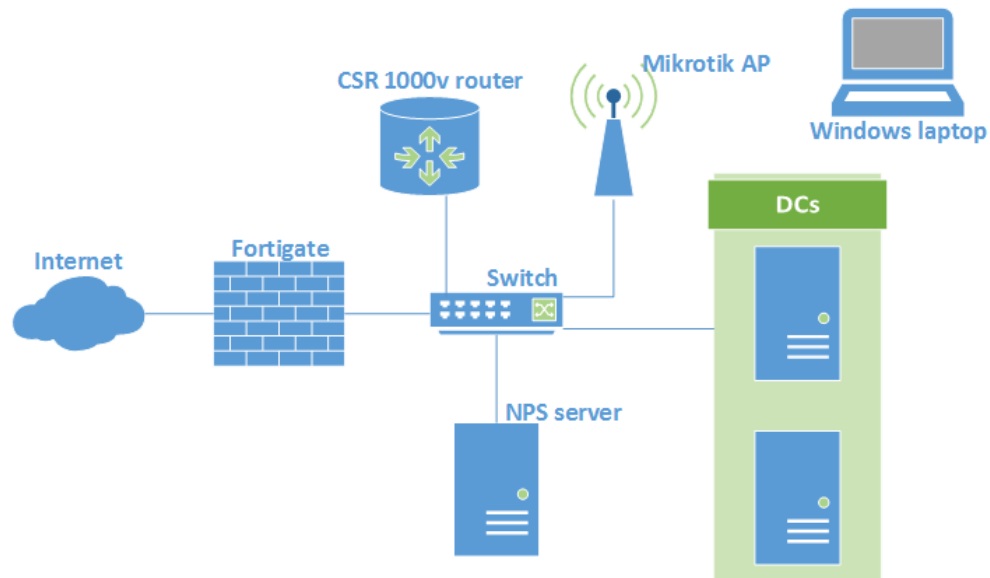 Mikrotik AP
CSR 1000v router
Windows laptop
DCs
Fortigate
Internet
Switch
NPS server